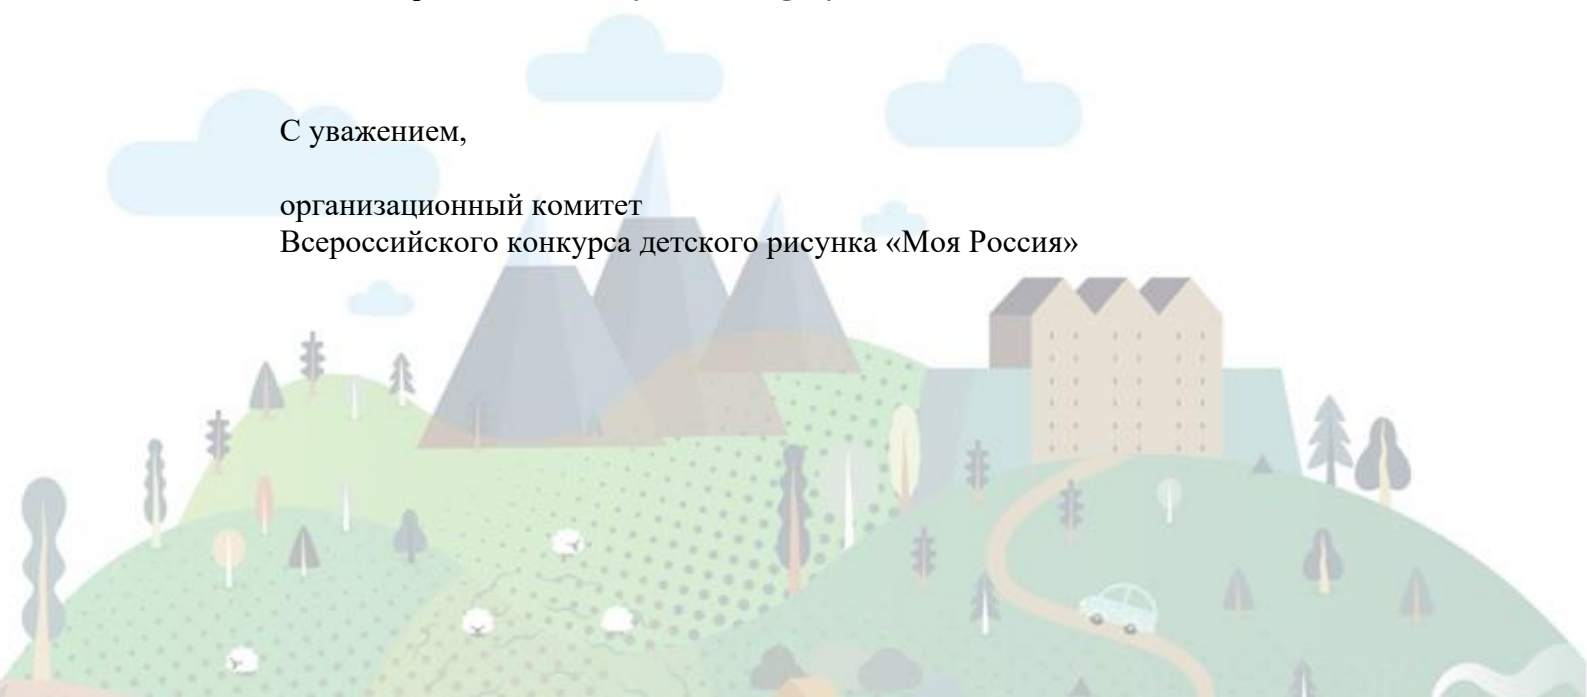 С уважением,
организационный комитет
Всероссийского конкурса детского рисунка «Моя Россия»